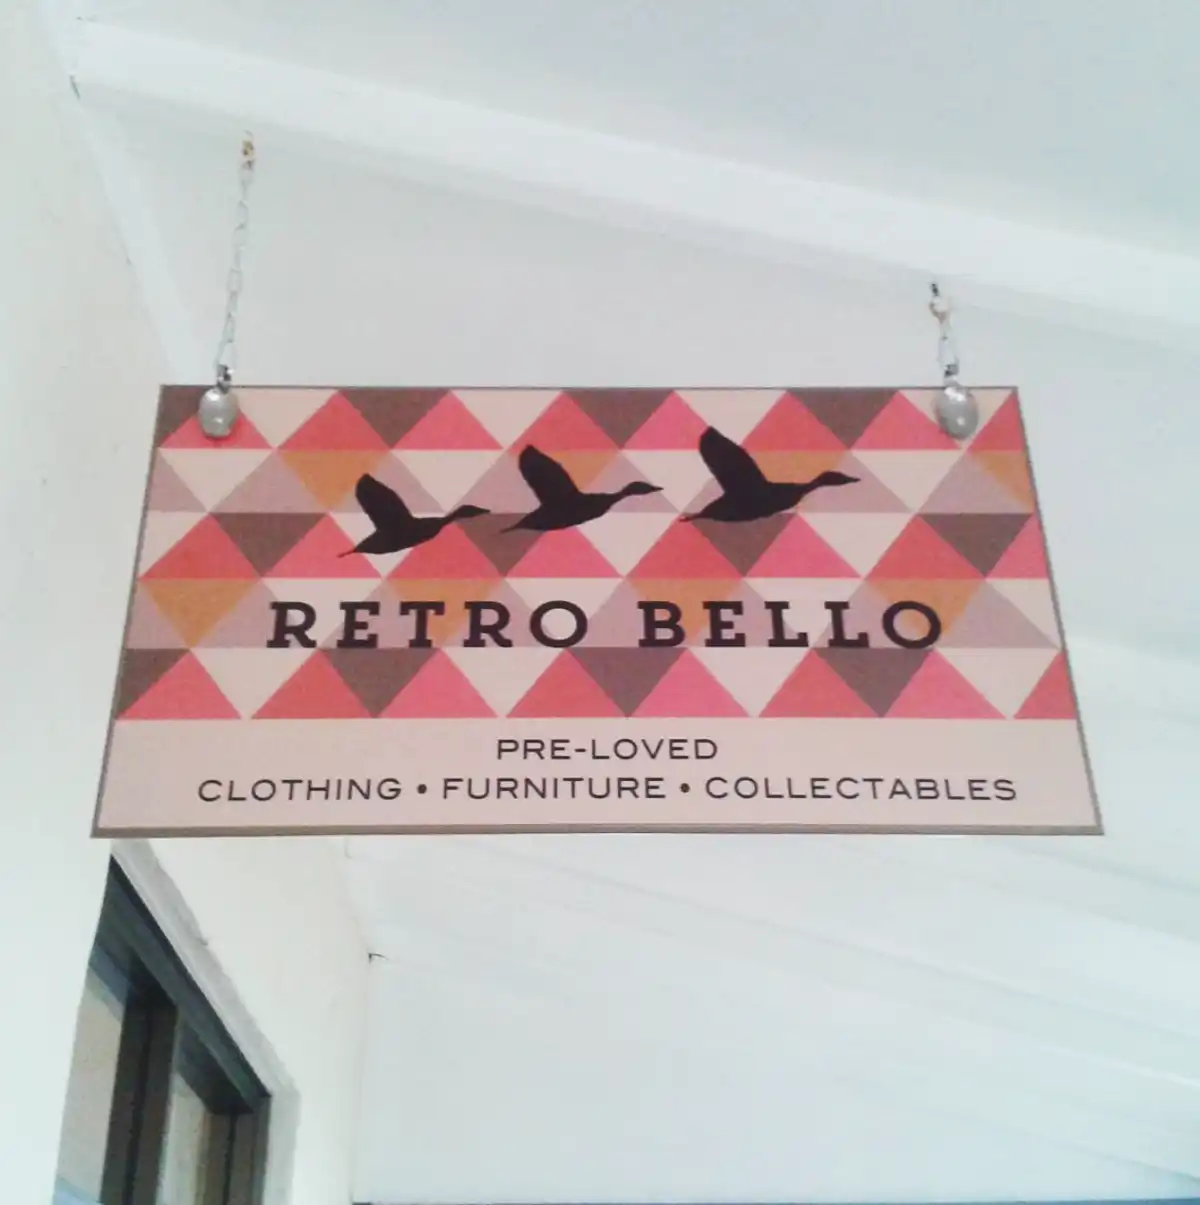 RETRO BELLO
PRE-LOVED
CLOTHING • FURNITURE • COLLECTABLES